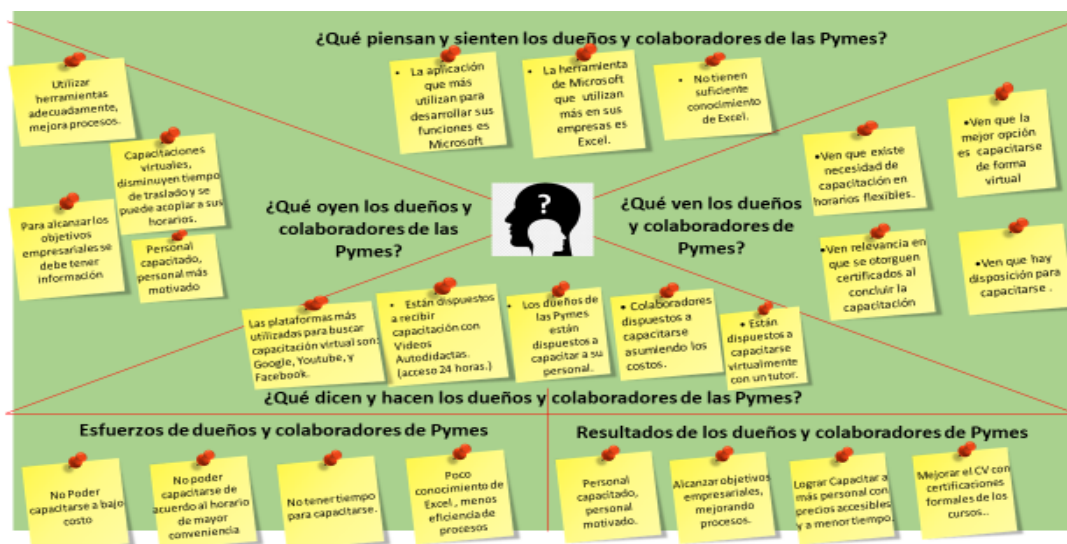 ¿Qué piensan y sienten los dueños y colaboradores de las Pymes?
• La aplicación
que más
utilizan para
desarrollar sus
funciones es
Microsoft
• La herramienta
de Microsoft
que utilizan
más en sus
empresas es
Excel.
• No tienen
suficiente
conocimiento
de Excel.
Utilizar
herramientas
adecuadamente,
mejora procesos.
Capacitaciones
virtuales,
disminuyen tiempo
de traslado y se
puede acoplar a sus
horarios.
Para alcanzar los
objetivos
empresariales se
debe tener
información
Personal
capacitado,
personal más
motivado
¿Qué oyen los dueños y
colaboradores de las
Pymes?
?
¿Qué ven los dueños
y colaboradores de
Pymes?
•Ven que existe
necesidad de
capacitación en
horarios flexibles.
•Ven que la
mejor opción
es capacitarse
de forma
virtual
Ven relevancia en
que se otorguen
certificados al
concluir la
capacitación
•Ven que hay
disposición para
capacitarse .
Las plataformas más
utilizadas para buscar
capacitación virtual son:
Google, Youtube, y
Facebook.
• Están dispuestos
a recibir
capacitación con
Videos
Autodidactas.
(acceso 24 horas.)
• Los dueños de
las Pymes
están
dispuestos a
capacitar a su
personal.
• Colaboradores
dispuestos a
capacitarse
asumiendo los
costos.
• Están
dispuestos a
capacitarse
virtualmente
con un tutor.
¿Qué dicen y hacen los dueños y colaboradores de las Pymes?
Esfuerzos de dueños y colaboradores de Pymes
No Poder
capacitarse a bajo
costo
No poder
capacitarse de
acuerdo al horario
de mayor
conveniencia
No tener tiempo
para capacitarse.
Poco
conocimiento de
Excel, menos
eficiencia de
procesos
Resultados de los dueños y colaboradores de Pymes
Personal
capacitado,
personal
motivado.
Alcanzar objetivos
empresariales,
mejorando
procesos.
Lograr Capacitar a
más personal con
precios accesibles
y a menor tiempo.
Mejorar el CV con
certificaciones
formales de los
cursos..